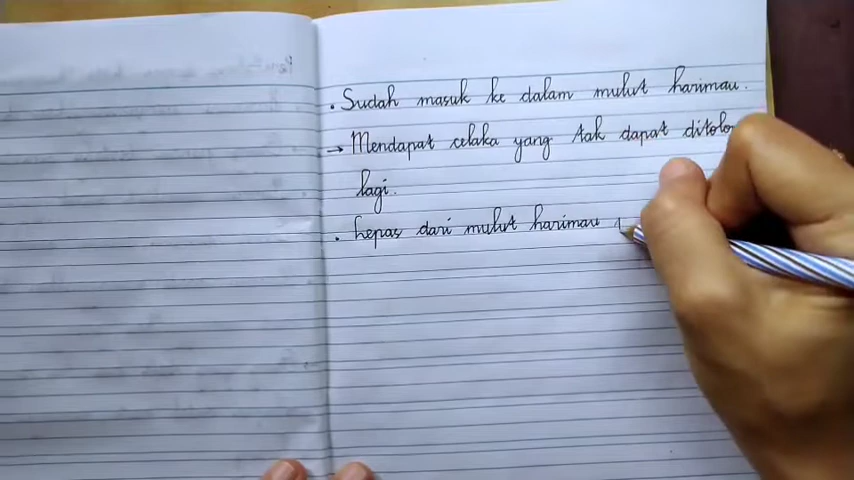 . Sudah masuk ke dalam mulut harimau.
→ Mendapat celaka yang tak dapat ditolo
lagi.
. Lepas dari mulut harimau